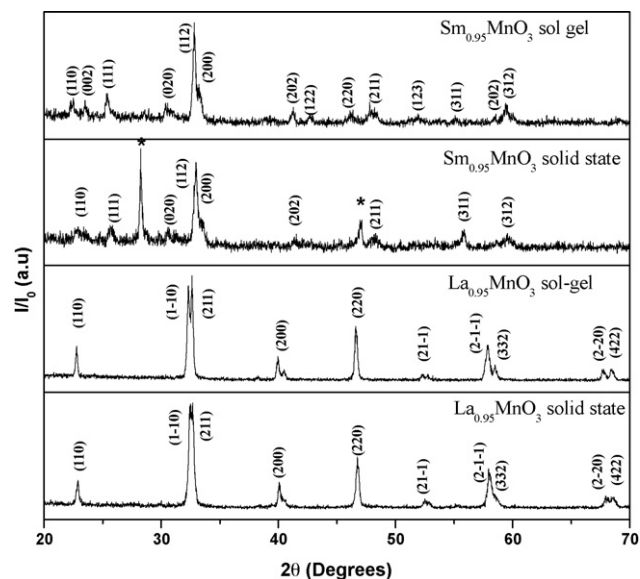 Sm0.95MnO3 sol gel
(110) (002) (111) (020) (112) (200) (202) (122) (220) (211) (123) (311) (202) (312)
Sm0.95MnO3 solid state
(110) (111) * (020) (112) (200) (202) * (211) (311) (312)
La0.95MnO3 sol-gel
(110) (1-10) (211) (200) (220) (21-1) (2-1-1) (332) (2-20) (422)
La0.95MnO3 solid state
(110) (1-10) (211) (200) (220) (21-1) (2-1-1) (332) (2-20) (422)
I/I0 (a.u)
20 30 40 50 60 70
2θ (Degrees)